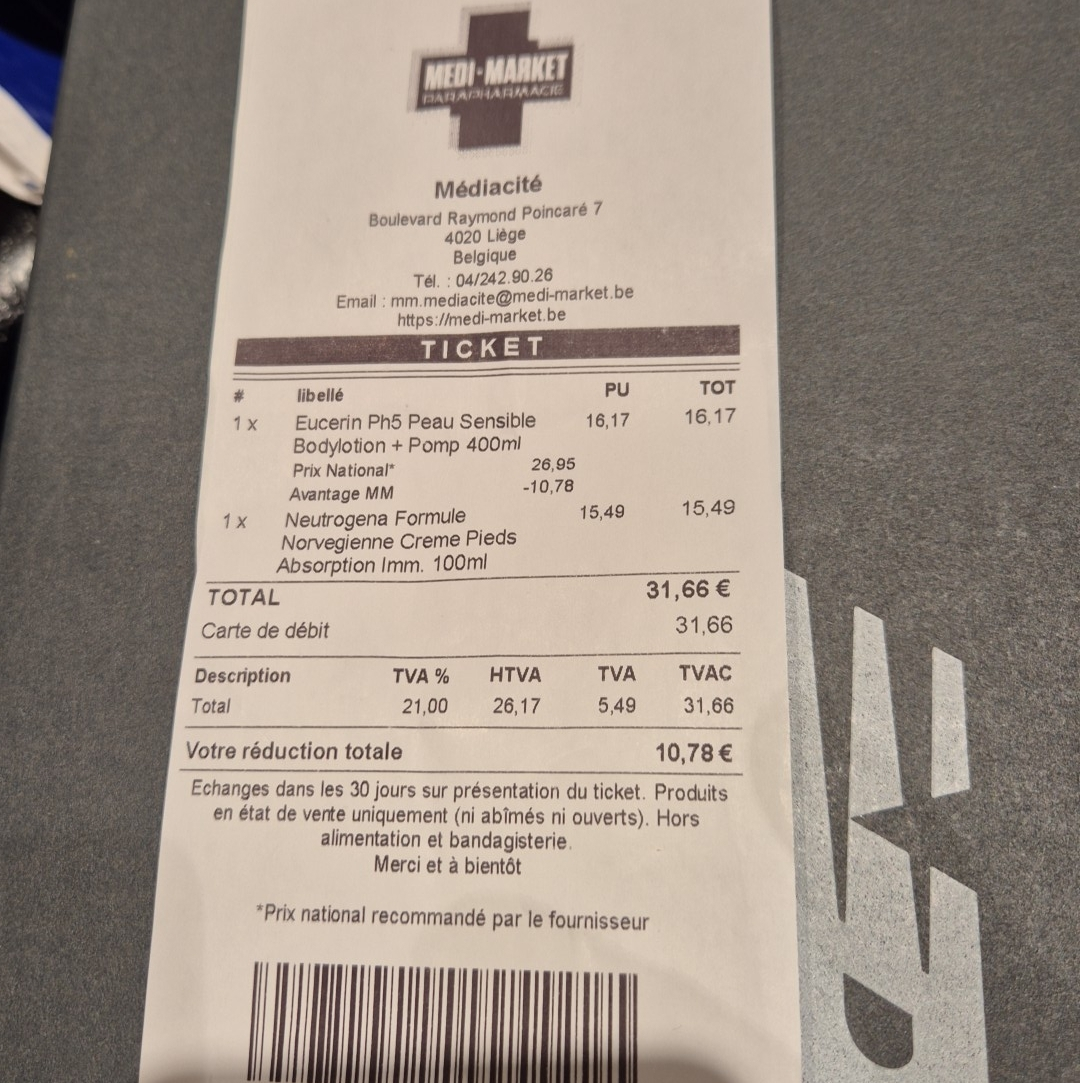 MEDI-MARKET
PARAPHARMACIE
Médiacité
Boulevard Raymond Poincaré 7
4020 Liège
Belgique
Tél. : 04/242.90.26
Email : mm.mediacite@medi-market.be
https://medi-market.be
TICKET
# libellé PU TOT
1 x Eucerin Ph5 Peau Sensible 16,17 16,17
Bodylotion + Pomp 400ml
Prix National* 26,95
Avantage MM -10,78
1 x Neutrogena Formule 15,49 15,49
Norvegienne Creme Pieds
Absorption Imm. 100ml
TOTAL 31,66 €
Carte de débit 31,66
Description TVA % HTVA TVA TVAC
Total 21,00 26,17 5,49 31,66
Votre réduction totale 10,78 €
Echanges dans les 30 jours sur présentation du ticket. Produits
en état de vente uniquement (ni abîmés ni ouverts). Hors
alimentation et bandagisterie.
Merci et à bientôt
*Prix national recommandé par le fournisseur